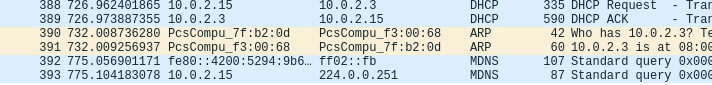 388 726.962401865 10.0.2.15 10.0.2.3 DHCP 335 DHCP Request - Tran
389 726.973887355 10.0.2.3 10.0.2.15 DHCP 590 DHCP ACK - Tran
390 732.008736280 PcsCompu_7f:b2:0d PcsCompu_f3:00:68 ARP 42 Who has 10.0.2.3? Te
391 732.009256937 PcsCompu_f3:00:68 PcsCompu_7f:b2:0d ARP 60 10.0.2.3 is at 08:00
392 775.056901171 fe80::4200:5294:9b6… ff02::fb MDNS 107 Standard query 0x000
393 775.104183078 10.0.2.15 224.0.0.251 MDNS 87 Standard query 0x000